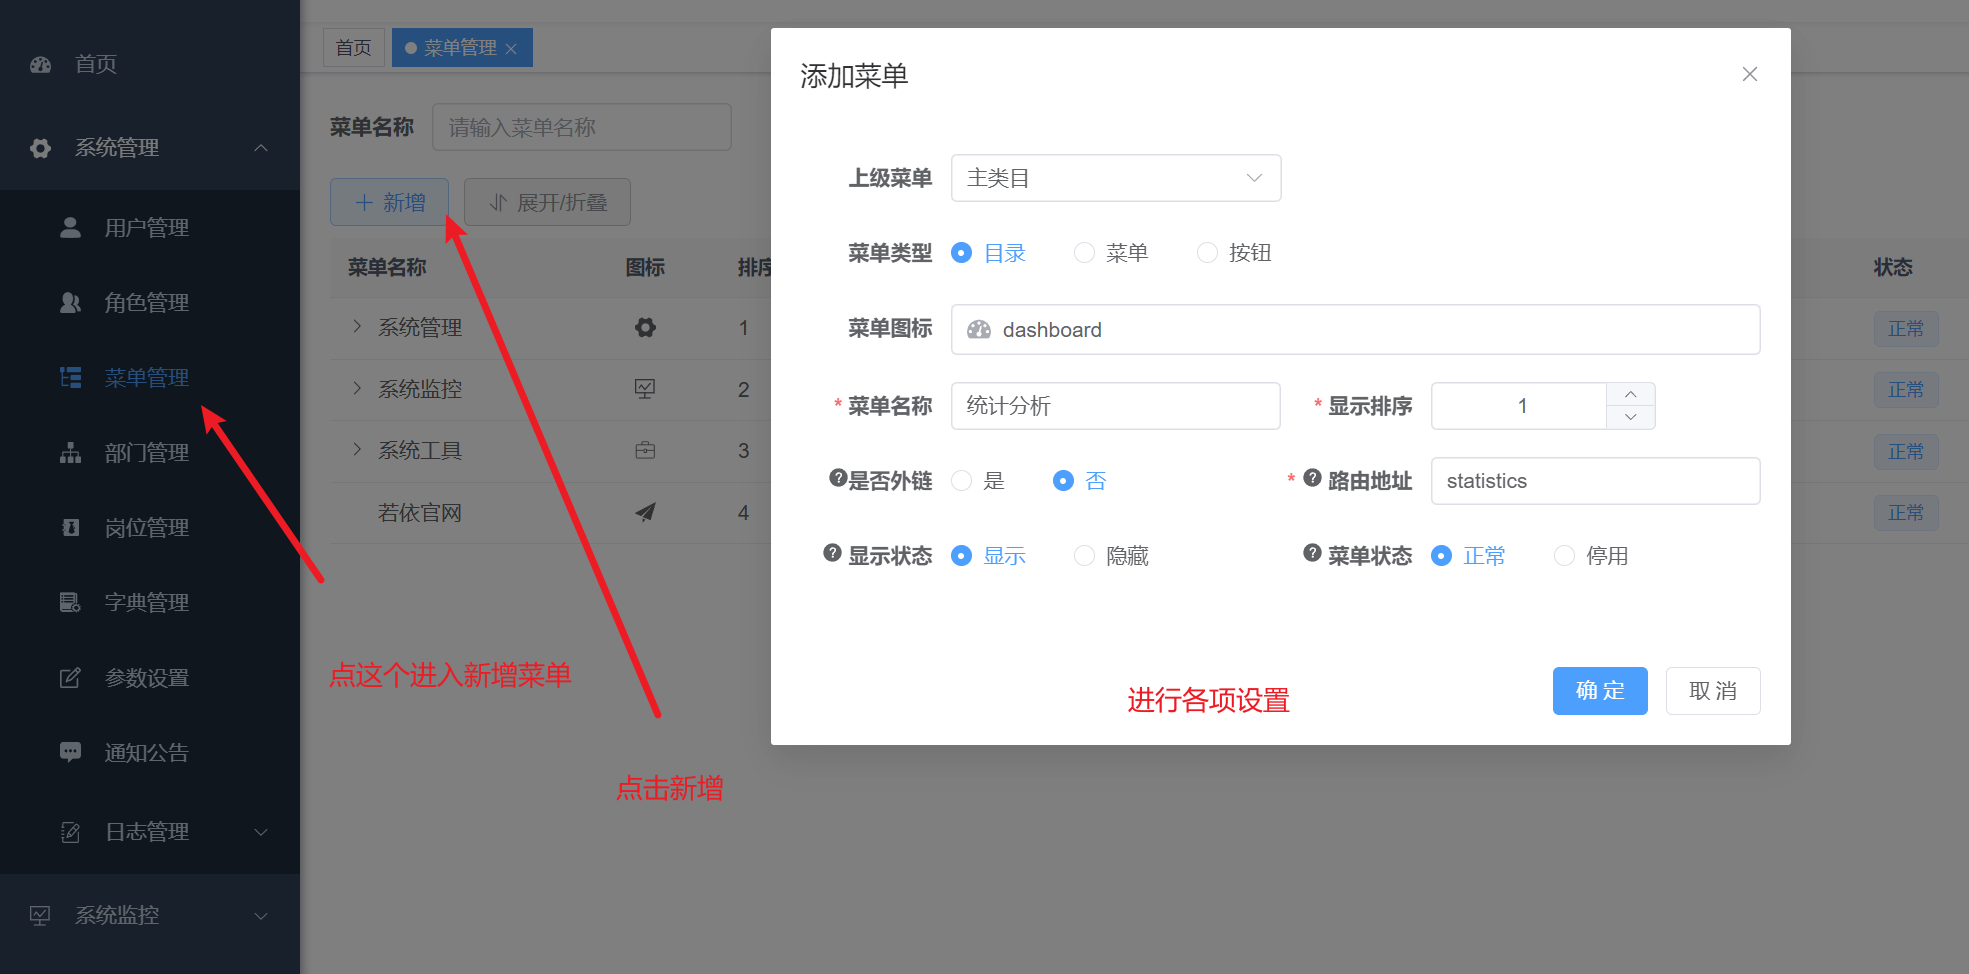 首页
系统管理
用户管理
角色管理
菜单管理
部门管理
岗位管理
字典管理
参数设置
通知公告
日志管理
系统监控
首页 菜单管理
菜单名称 请输入菜单名称
新增 展开/折叠
菜单名称 图标 排序 状态
系统管理 1 正常
系统监控 2 正常
系统工具 3 正常
若依官网 4 正常
点这个进入新增菜单
点击新增
添加菜单
上级菜单 主类目
菜单类型 目录 菜单 按钮
菜单图标 dashboard
* 菜单名称 统计分析 * 显示排序 1
是否外链 是 否 * 路由地址 statistics
显示状态 显示 隐藏 菜单状态 正常 停用
进行各项设置
确 定 取 消